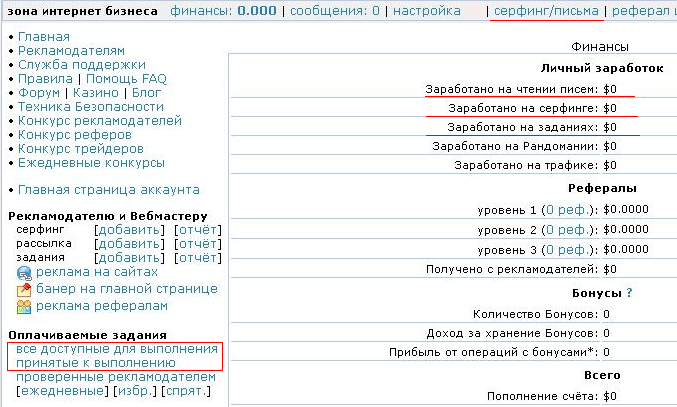 зона интернет бизнеса финансы: 0.000 | сообщения: 0 | настройка | серфинг/письма | реферал
• Главная
• Рекламодателям
• Служба поддержки
• Правила | Помощь FAQ
• Форум | Казино | Блог
• Техника Безопасности
• Конкурс рекламодателей
• Конкурс реферов
• Конкурс трейдеров
• Ежедневные конкурсы
• Главная страница аккаунта
Рекламодателю и Вебмастеру
серфинг [добавить] [отчёт]
рассылка [добавить] [отчёт]
задания [добавить] [отчёт]
реклама на сайтах
банер на главной странице
реклама рефералам
Оплачиваемые задания
все доступные для выполнения
принятые к выполнению
проверенные рекламодателем
[ежедневные] [избр.] [спрят.]
Финансы
Личный заработок
Заработано на чтении писем: $0
Заработано на серфинге: $0
Заработано на заданиях: $0
Заработано на Рандомании: $0
Заработано на трафике: $0
Рефералы
уровень 1 (0 реф.): $0.0000
уровень 2 (0 реф.): $0.0000
уровень 3 (0 реф.): $0.0000
Получено с рекламодателей: $0
Бонусы ?
Количество Бонусов: 0
Доход за хранение Бонусов: 0
Прибыль от операций с бонусами*: 0
Всего
Пополнение счёта: $0